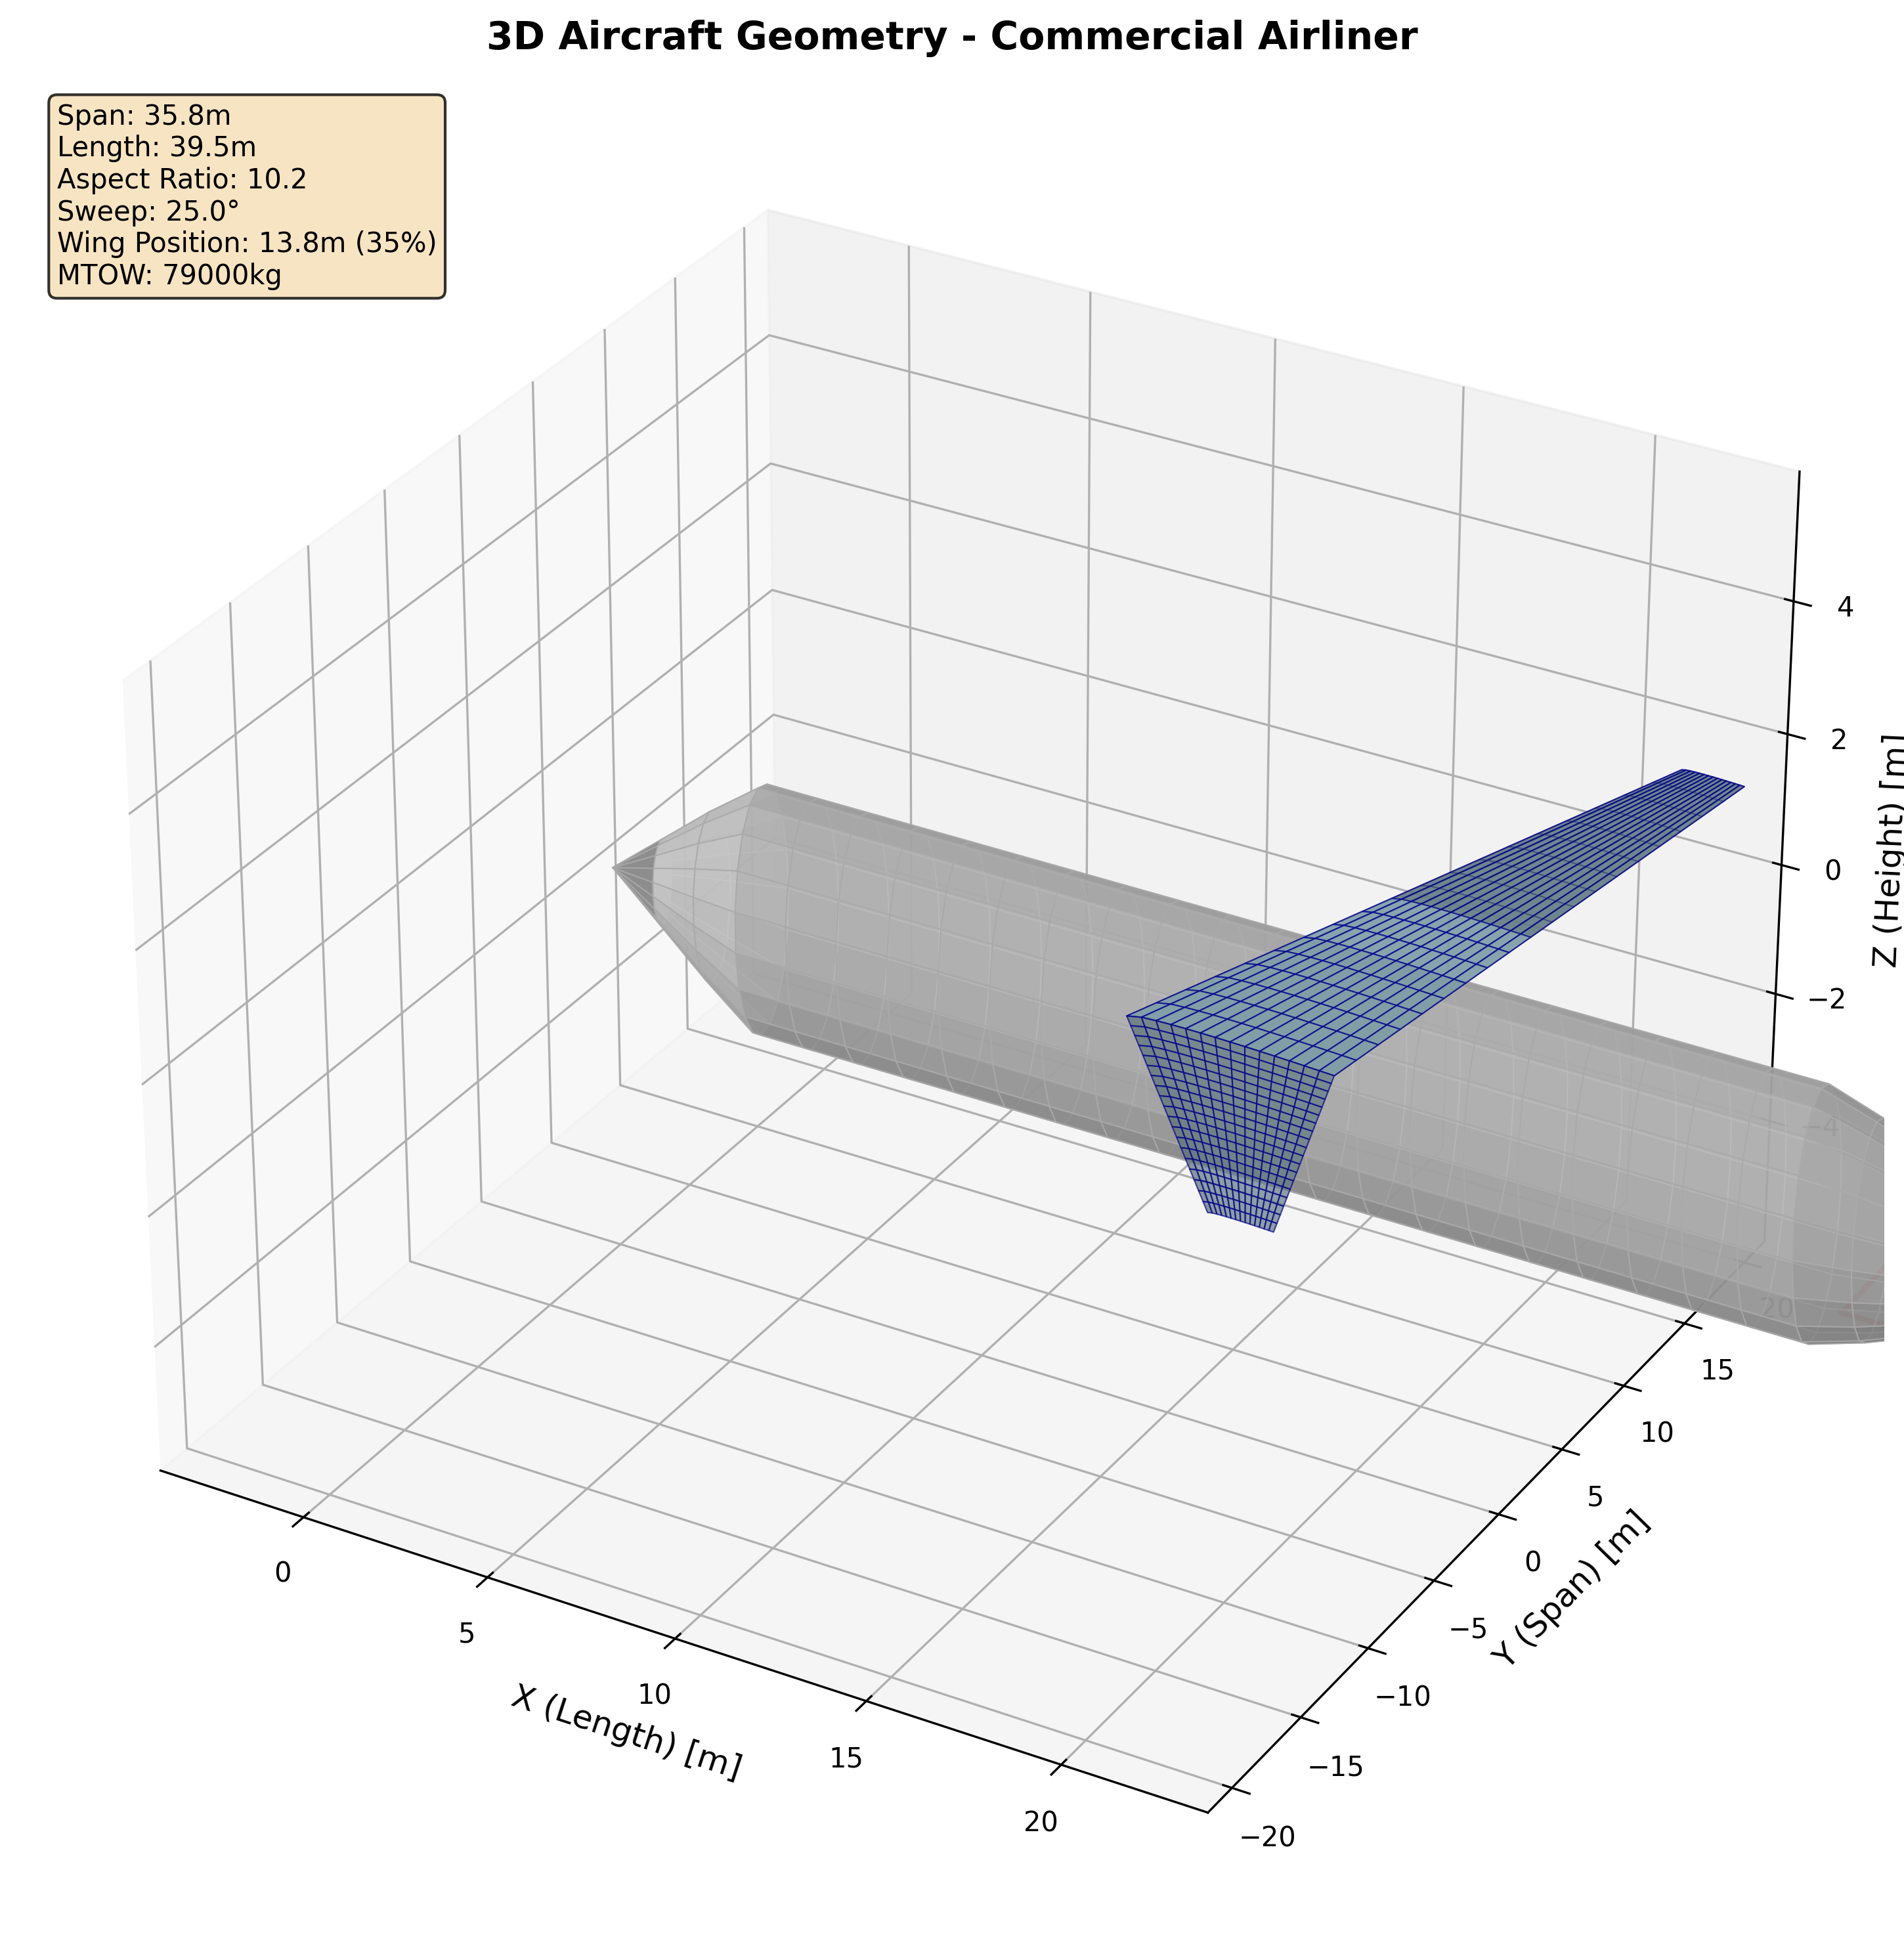 3D Aircraft Geometry - Commercial Airliner
Span: 35.8m
Length: 39.5m
Aspect Ratio: 10.2
Sweep: 25.0°
Wing Position: 13.8m (35%)
MTOW: 79000kg
4
2
0
−2
−4
Z (Height) [m]
20
15
10
5
0
−5
−10
−15
−20
Y (Span) [m]
0
5
10
15
20
X (Length) [m]